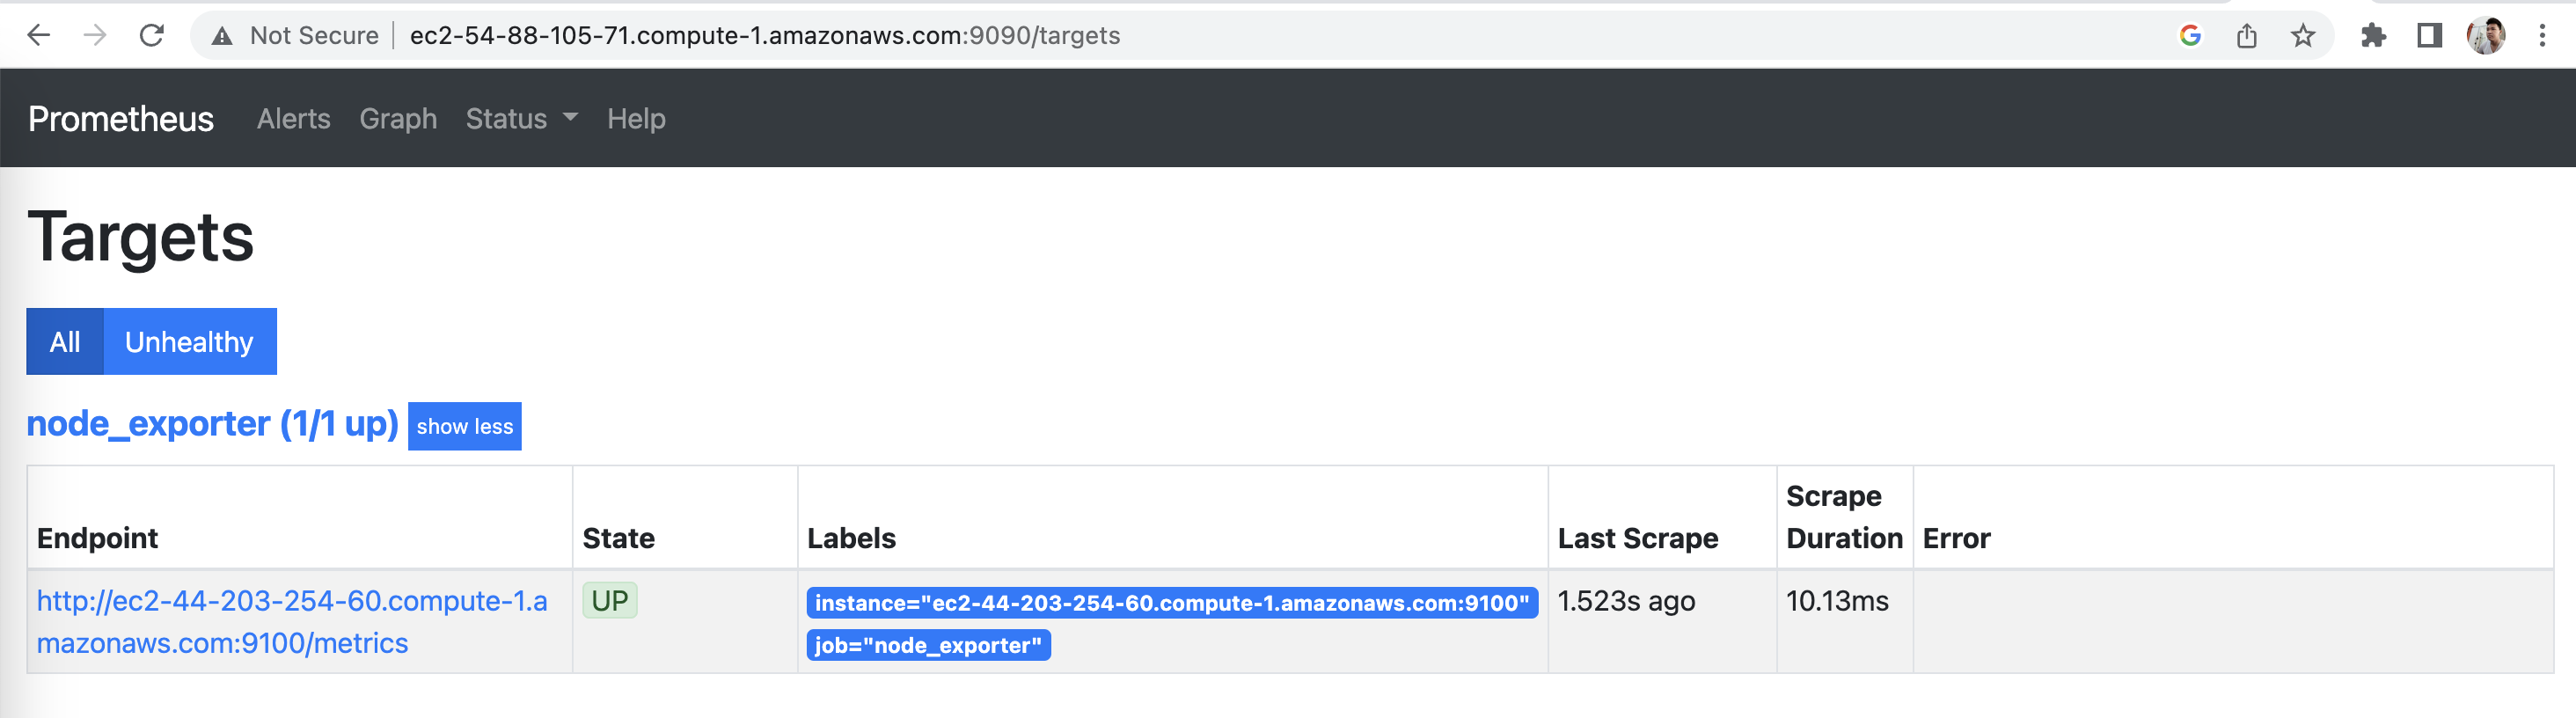 Not Secure ec2-54-88-105-71.compute-1.amazonaws.com:9090/targets
Prometheus Alerts Graph Status Help
Targets
All Unhealthy
node_exporter (1/1 up) show less
Endpoint State Labels Last Scrape Scrape Duration Error
http://ec2-44-203-254-60.compute-1.a
mazonaws.com:9100/metrics
UP
instance="ec2-44-203-254-60.compute-1.amazonaws.com:9100"
job="node_exporter"
1.523s ago
10.13ms